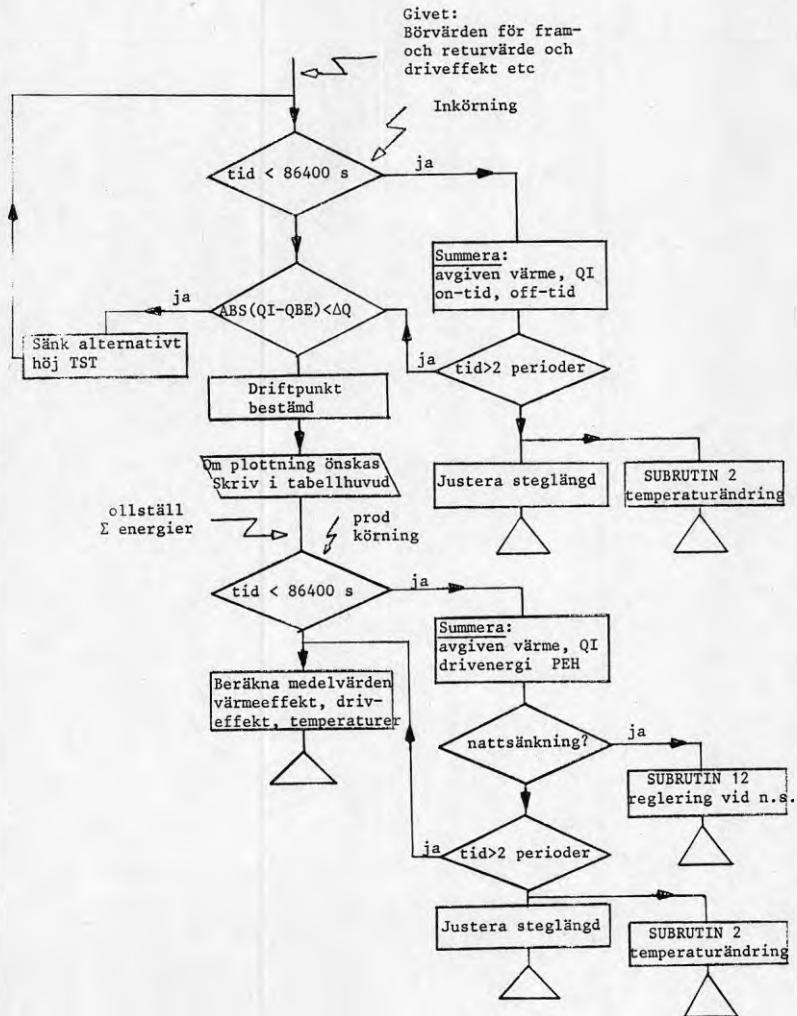 Givet:
Börvärden för fram-
och returvärde och
driveffekt etc
Inkörning
tid < 86400 s
ja
Summera:
avgiven värme, QI
on-tid, off-tid
ABS(QI-QBE)<ΔQ
ja
Sänk alternativt
höj TST
tid>2 perioder
ja
Driftpunkt
bestämd
Om plottning önskas
Skriv i tabellhuvud
Justera steglängd
SUBRUTIN 2
temperaturändring
ollställ
Σ energier
prod
körning
tid < 86400 s
ja
Summera:
avgiven värme, QI
drivenergi PEH
Beräkna medelvärden
värmeeffekt, driv-
effekt, temperaturer
nattsänkning?
ja
SUBRUTIN 12
reglering vid n.s.
tid>2 perioder
ja
Justera steglängd
SUBRUTIN 2
temperaturändring